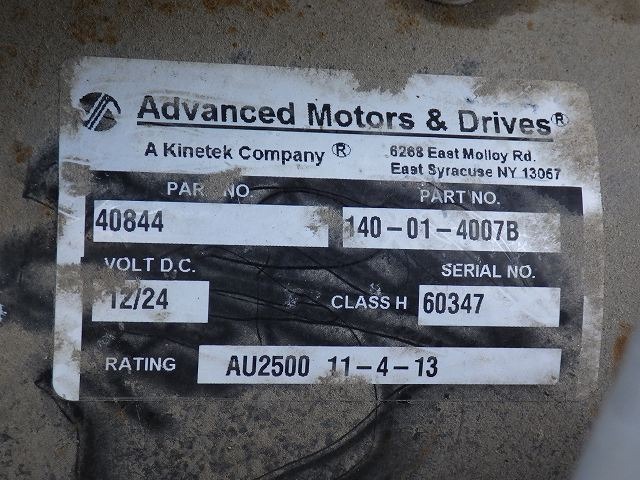 Advanced Motors & Drives®
A Kinetek Company ® 6268 East Molloy Rd.
East Syracuse NY 13057
PART NO. PART NO.
40844 140-01-4007B
VOLT D.C. SERIAL NO.
12/24 CLASS H 60347
RATING AU2500 11-4-13